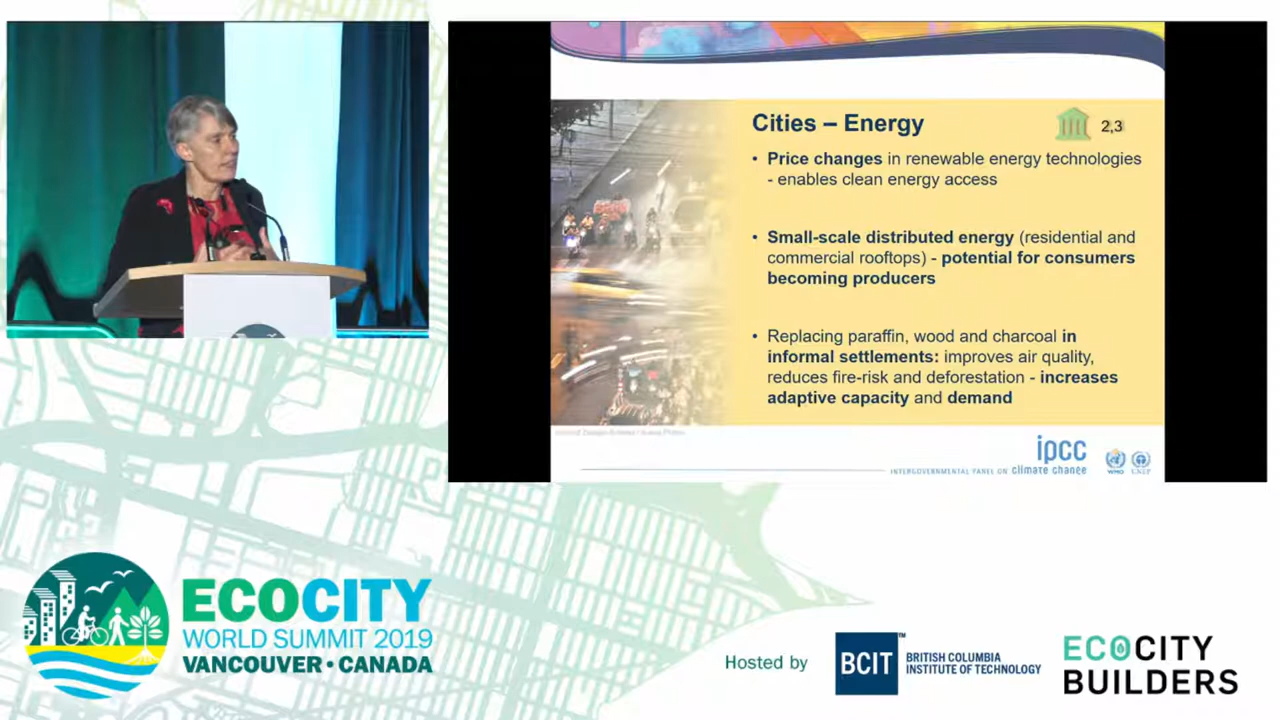 Cities – Energy
2,3
• Price changes in renewable energy technologies
- enables clean energy access
• Small-scale distributed energy (residential and
commercial rooftops) - potential for consumers
becoming producers
• Replacing paraffin, wood and charcoal in
informal settlements: improves air quality,
reduces fire-risk and deforestation - increases
adaptive capacity and demand
ipcc
INTERGOVERNMENTAL PANEL ON climate change
WMO
UNEP
ECOCITY
WORLD SUMMIT 2019
VANCOUVER • CANADA
Hosted by
BCIT
TM
BRITISH COLUMBIA
INSTITUTE OF TECHNOLOGY
ECOCITY
BUILDERS